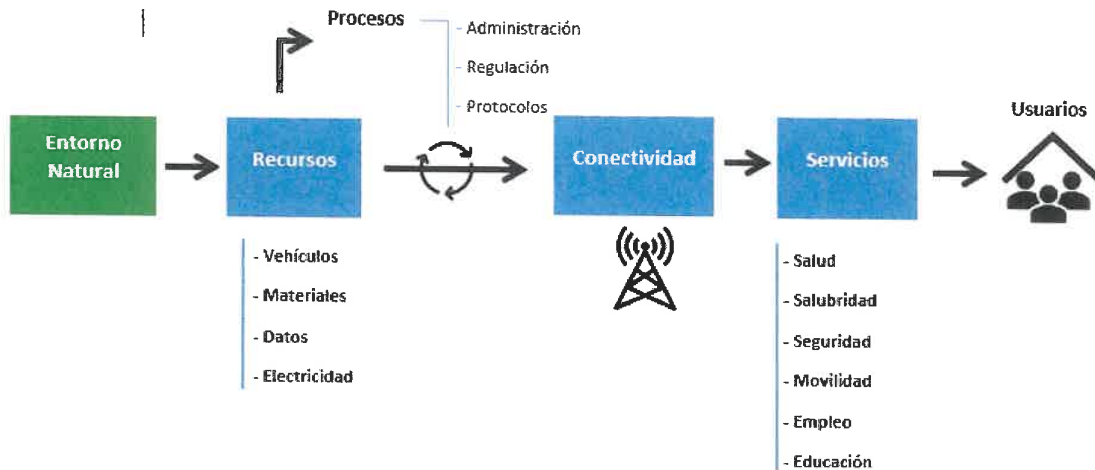 Procesos
- Administración
- Regulación
- Protocolos
Entorno
Natural
Recursos
- Vehículos
- Materiales
- Datos
- Electricidad
Conectividad
Servicios
- Salud
- Salubridad
- Seguridad
- Movilidad
- Empleo
- Educación
Usuarios